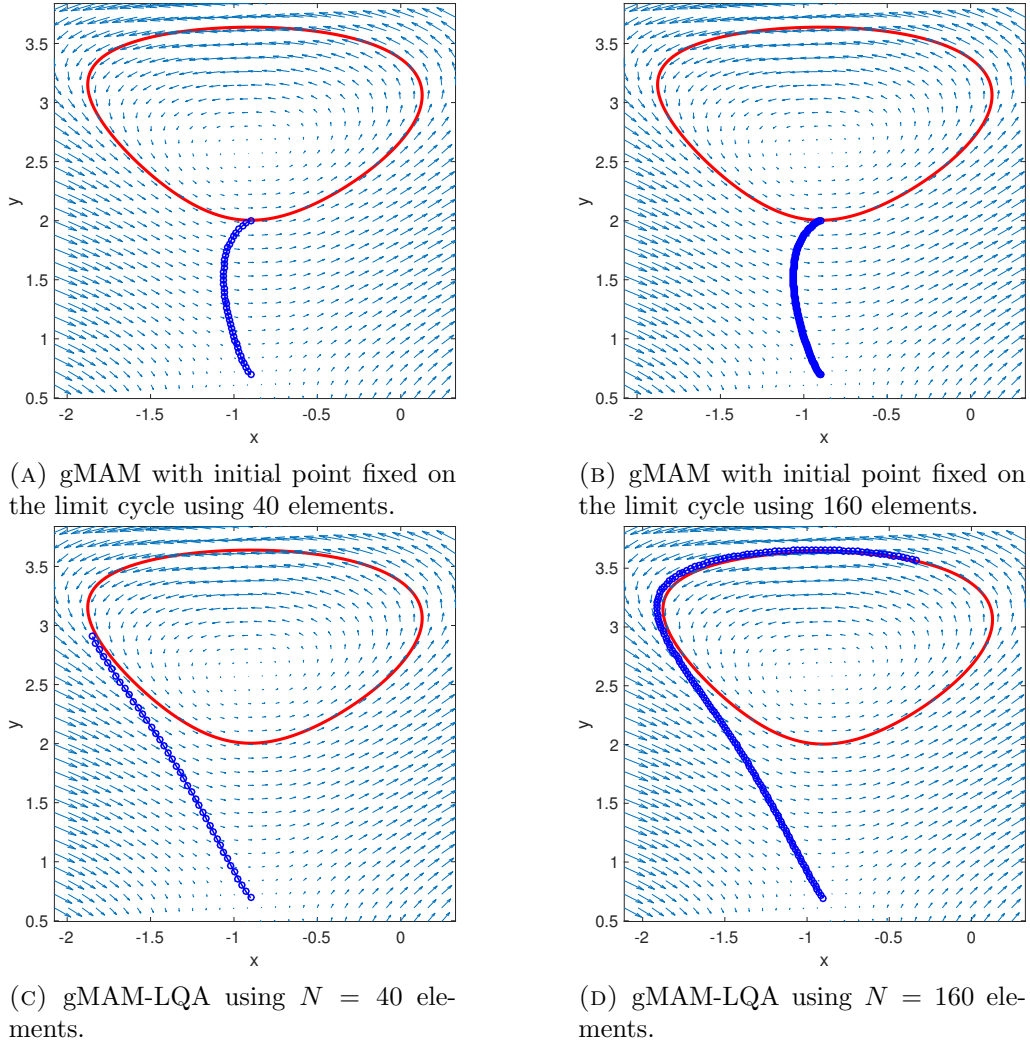 3.5
3
2.5
y
2
1.5
1
0.5
-2 -1.5 -1 -0.5 0
x
(A) gMAM with initial point fixed on
the limit cycle using 40 elements.
3.5
3
2.5
y
2
1.5
1
0.5
-2 -1.5 -1 -0.5 0
x
(B) gMAM with initial point fixed on
the limit cycle using 160 elements.
3.5
3
2.5
y
2
1.5
1
0.5
-2 -1.5 -1 -0.5 0
x
(C) gMAM-LQA using N = 40 ele-
ments.
3.5
3
2.5
y
2
1.5
1
0.5
-2 -1.5 -1 -0.5 0
x
(D) gMAM-LQA using N = 160 ele-
ments.